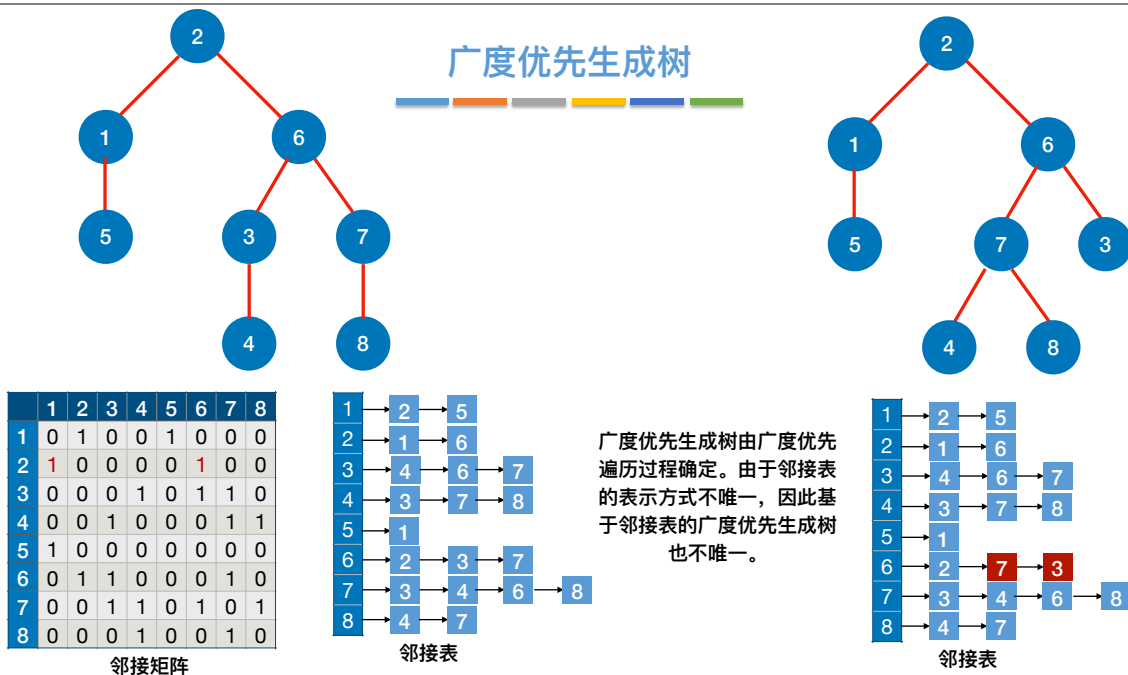 广度优先生成树
2
1 6
5 3 7
4 8
2
1 6
5 7 3
4 8
1 2 3 4 5 6 7 8
1 0 1 0 0 1 0 0 0
2 1 0 0 0 0 1 0 0
3 0 0 0 1 0 1 1 0
4 0 0 1 0 0 0 1 1
5 1 0 0 0 0 0 0 0
6 0 1 1 0 0 0 1 0
7 0 0 1 1 0 1 0 1
8 0 0 0 1 0 0 1 0
邻接矩阵
1 2 5
2 1 6
3 4 6 7
4 3 7 8
5 1
6 2 3 7
7 3 4 6 8
8 4 7
邻接表
广度优先生成树由广度优先
遍历过程确定。由于邻接表
的表示方式不唯一，因此基
于邻接表的广度优先生成树
也不唯一。
1 2 5
2 1 6
3 4 6 7
4 3 7 8
5 1
6 2 7 3
7 3 4 6 8
8 4 7
邻接表